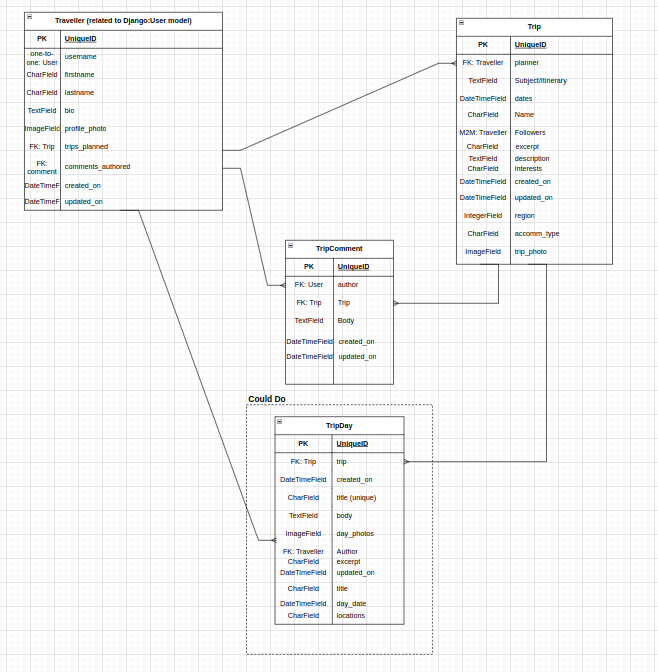 Traveller (related to Django:User model)
PK UniqueID
one-to-
one: User username
CharField firstname
CharField lastname
TextField bio
ImageField profile_photo
FK: Trip trips_planned
FK:
comment comments_authored
DateTimeF created_on
DateTimeF updated_on
Trip
PK UniqueID
FK: Traveller planner
TextField Subject/Itinerary
DateTimeField dates
CharField Name
M2M: Traveller Followers
CharField excerpt
TextField description
CharField interests
DateTimeField created_on
DateTimeField updated_on
IntegerField region
CharField accomm_type
ImageField trip_photo
TripComment
PK UniqueID
FK: User author
FK: Trip Trip
TextField Body
DateTimeField created_on
DateTimeField updated_on
Could Do
TripDay
PK UniqueID
FK: Trip trip
DateTimeField created_on
CharField title (unique)
TextField body
ImageField day_photos
FK: Traveller Author
CharField excerpt
DateTimeField updated_on
CharField title
DateTimeField day_date
CharField locations